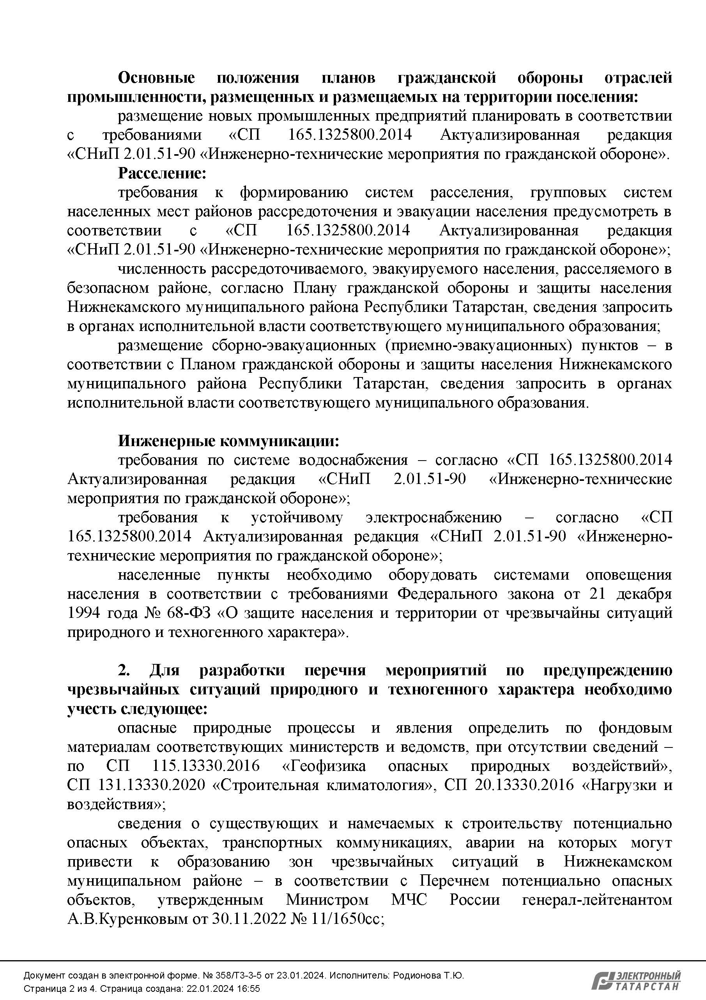 Основные положения планов гражданской обороны отраслей
промышленности, размещенных и размещаемых на территории поселения:
размещение новых промышленных предприятий планировать в соответствии
с требованиями «СП 165.1325800.2014 Актуализированная редакция
«СНиП 2.01.51-90 «Инженерно-технические мероприятия по гражданской обороне».
Расселение:
требования к формированию систем расселения, групповых систем
населенных мест районов рассредоточения и эвакуации населения предусмотреть в
соответствии с «СП 165.1325800.2014 Актуализированная редакция
«СНиП 2.01.51-90 «Инженерно-технические мероприятия по гражданской обороне»;
численность рассредоточиваемого, эвакуируемого населения, расселяемого в
безопасном районе, согласно Плану гражданской обороны и защиты населения
Нижнекамского муниципального района Республики Татарстан, сведения запросить
в органах исполнительной власти соответствующего муниципального образования;
размещение сборно-эвакуационных (приемно-эвакуационных) пунктов – в
соответствии с Планом гражданской обороны и защиты населения Нижнекамского
муниципального района Республики Татарстан, сведения запросить в органах
исполнительной власти соответствующего муниципального образования.
Инженерные коммуникации:
требования по системе водоснабжения – согласно «СП 165.1325800.2014
Актуализированная редакция «СНиП 2.01.51-90 «Инженерно-технические
мероприятия по гражданской обороне»;
требования к устойчивому электроснабжению – согласно «СП
165.1325800.2014 Актуализированная редакция «СНиП 2.01.51-90 «Инженерно-
технические мероприятия по гражданской обороне»;
населенные пункты необходимо оборудовать системами оповещения
населения в соответствии с требованиями Федерального закона от 21 декабря
1994 года № 68-ФЗ «О защите населения и территории от чрезвычайны ситуаций
природного и техногенного характера».
2. Для разработки перечня мероприятий по предупреждению
чрезвычайных ситуаций природного и техногенного характера необходимо
учесть следующее:
опасные природные процессы и явления определить по фондовым
материалам соответствующих министерств и ведомств, при отсутствии сведений –
по СП 115.13330.2016 «Геофизика опасных природных воздействий»,
СП 131.13330.2020 «Строительная климатология», СП 20.13330.2016 «Нагрузки и
воздействия»;
сведения о существующих и намечаемых к строительству потенциально
опасных объектах, транспортных коммуникациях, аварии на которых могут
привести к образованию зон чрезвычайных ситуаций в Нижнекамском
муниципальном районе – в соответствии с Перечнем потенциально опасных
объектов, утвержденным Министром МЧС России генерал-лейтенантом
А.В.Куренковым от 30.11.2022 № 11/1650сс;
Документ создан в электронной форме. № 358/ТЗ-3-5 от 23.01.2024. Исполнитель: Родионова Т.Ю.
Страница 2 из 4. Страница создана: 22.01.2024 16:55
ЭЛЕКТРОННЫЙ
ТАТАРСТАН